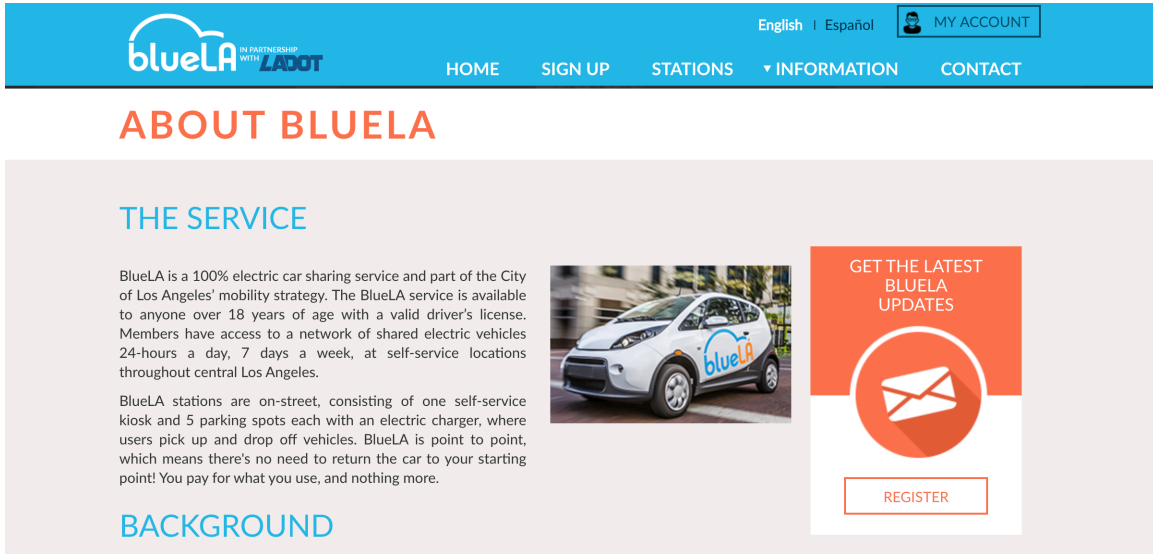 English | Español
MY ACCOUNT
blueLA IN PARTNERSHIP
WITH LADOT
HOME
SIGN UP
STATIONS
▾ INFORMATION
CONTACT
ABOUT BLUELA
THE SERVICE
BlueLA is a 100% electric car sharing service and part of the City
of Los Angeles' mobility strategy. The BlueLA service is available
to anyone over 18 years of age with a valid driver's license.
Members have access to a network of shared electric vehicles
24-hours a day, 7 days a week, at self-service locations
throughout central Los Angeles.
BlueLA stations are on-street, consisting of one self-service
kiosk and 5 parking spots each with an electric charger, where
users pick up and drop off vehicles. BlueLA is point to point,
which means there's no need to return the car to your starting
point! You pay for what you use, and nothing more.
blueLA
GET THE LATEST
BLUELA
UPDATES
REGISTER
BACKGROUND